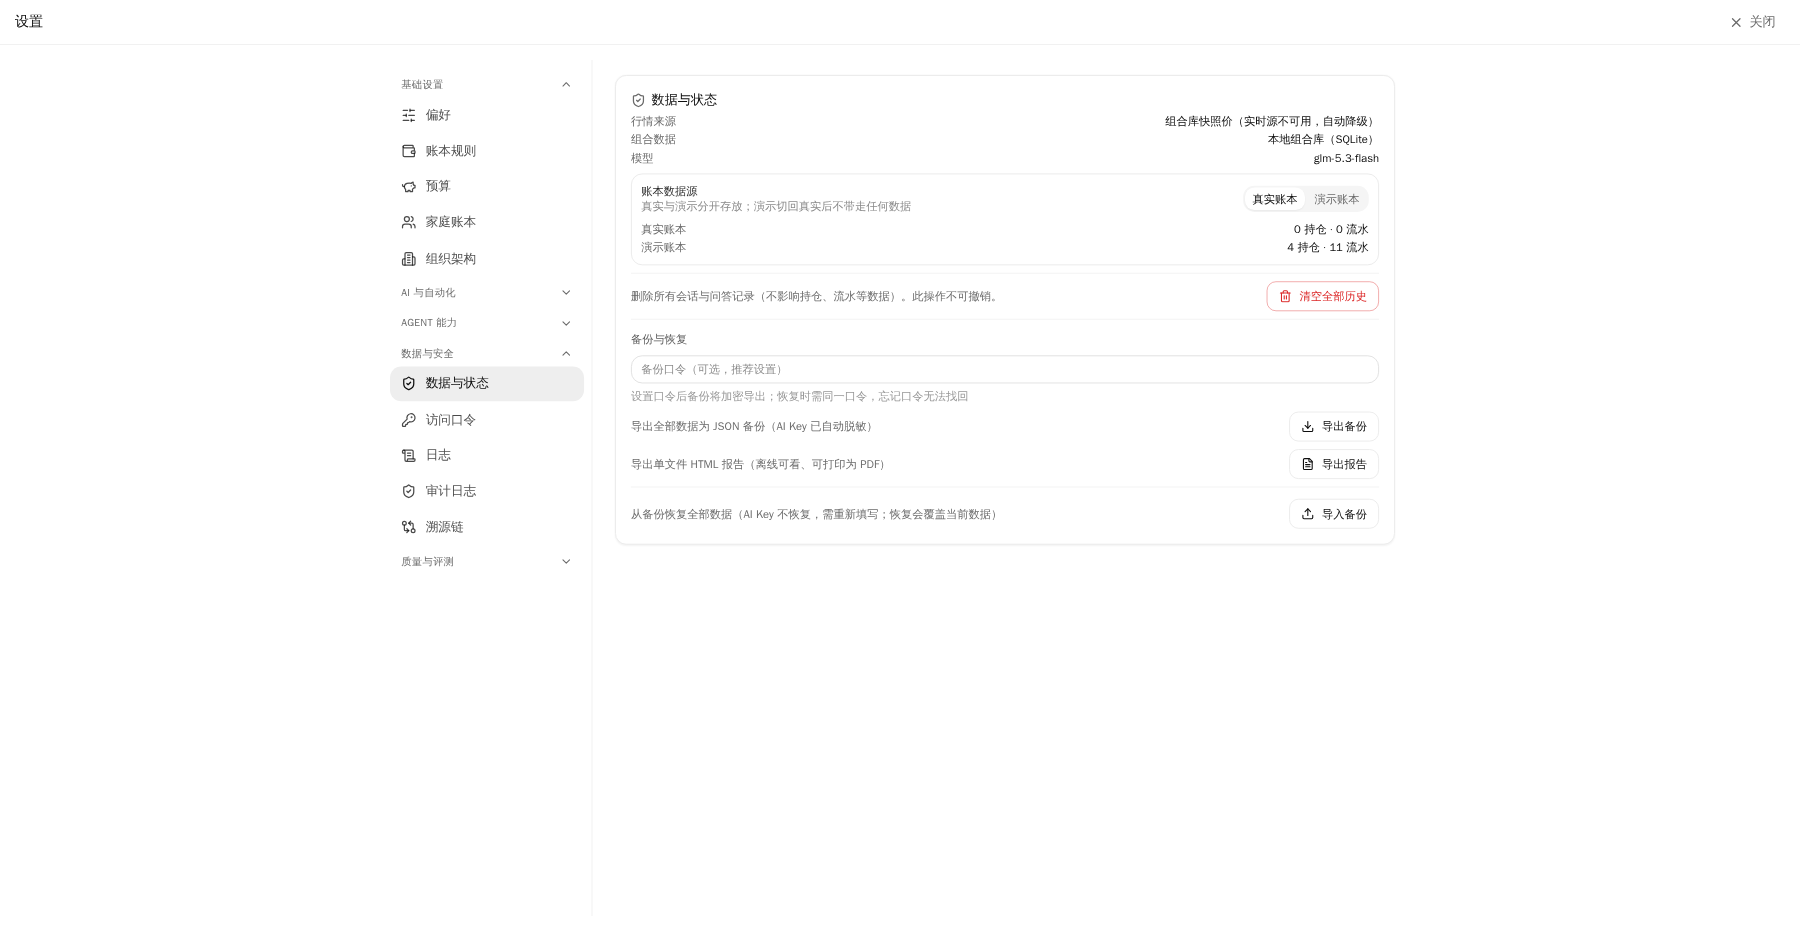 设置
关闭
基础设置
偏好
账本规则
预算
家庭账本
组织架构
AI 与自动化
AGENT 能力
数据与安全
数据与状态
访问口令
日志
审计日志
溯源链
质量与评测
数据与状态
行情来源 组合库快照价（实时源不可用，自动降级）
组合数据 本地组合库（SQLite）
模型 glm-5.3-flash
账本数据源
真实与演示分开存放；演示切回真实后不带走任何数据
真实账本 演示账本
真实账本 0 持仓 · 0 流水
演示账本 4 持仓 · 11 流水
删除所有会话与问答记录（不影响持仓、流水等数据）。此操作不可撤销。 清空全部历史
备份与恢复
备份口令（可选，推荐设置）
设置口令后备份将加密导出；恢复时需同一口令，忘记口令无法找回
导出全部数据为 JSON 备份（AI Key 已自动脱敏） 导出备份
导出单文件 HTML 报告（离线可看、可打印为 PDF） 导出报告
从备份恢复全部数据（AI Key 不恢复，需重新填写；恢复会覆盖当前数据） 导入备份